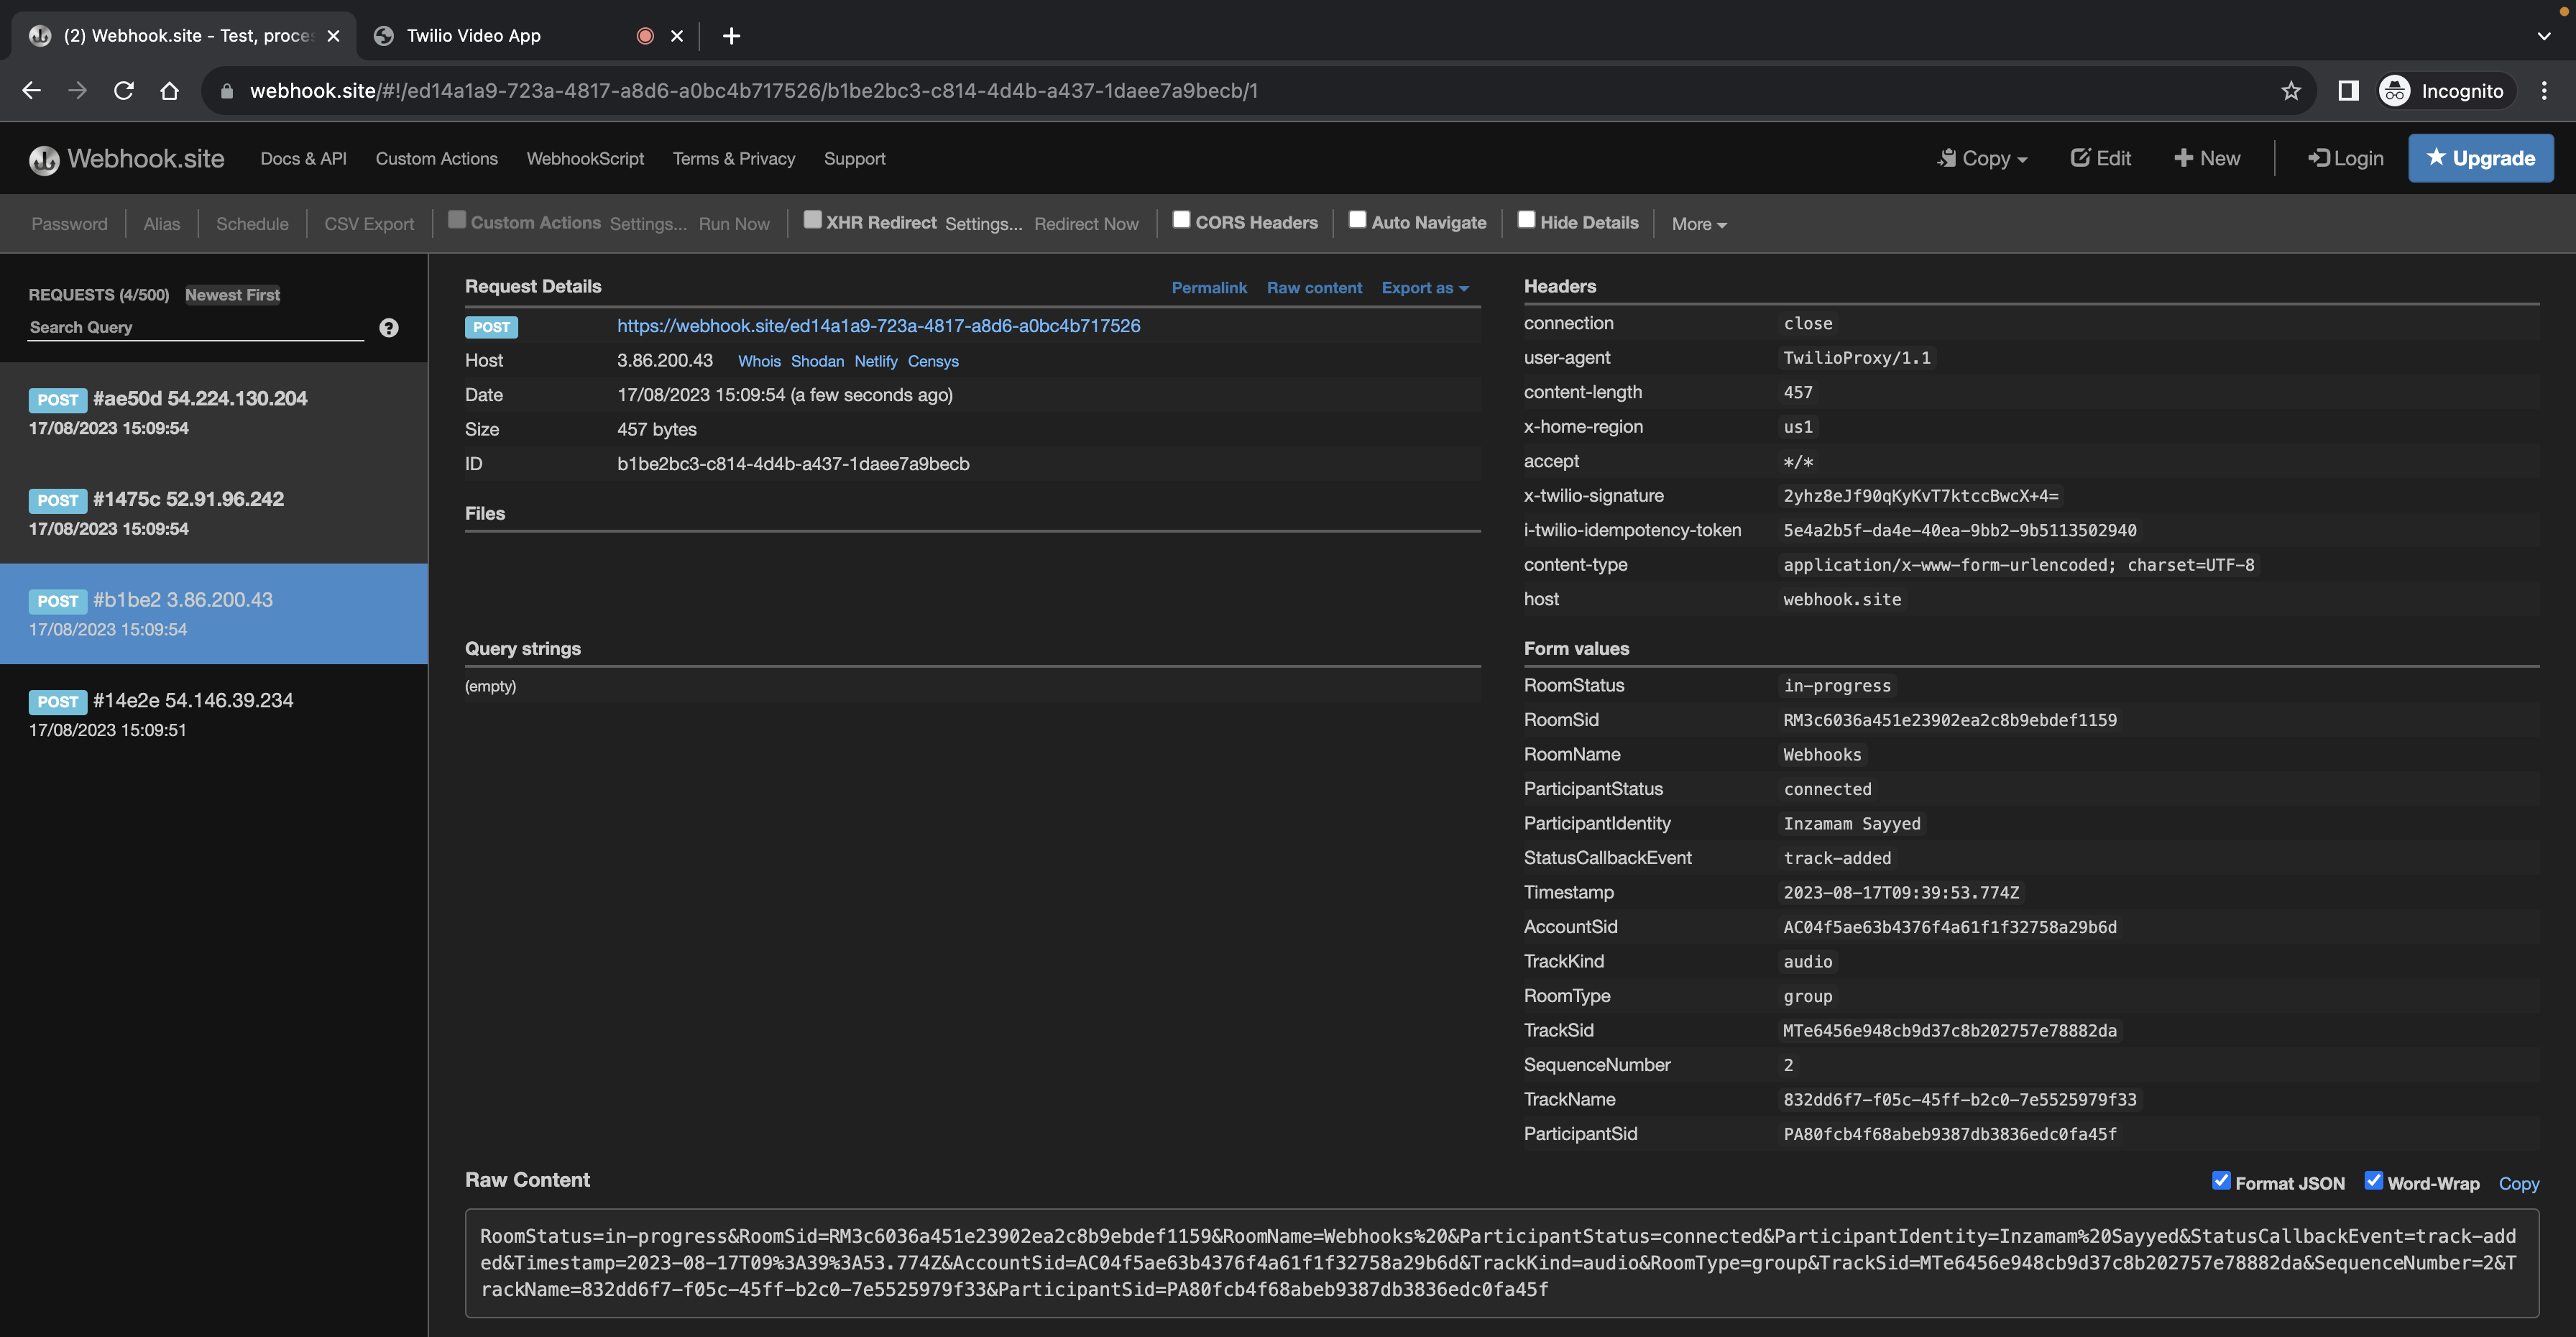 (2) Webhook.site - Test, proces
Twilio Video App
webhook.site/#!/ed14a1a9-723a-4817-a8d6-a0bc4b717526/b1be2bc3-c814-4d4b-a437-1daee7a9becb/1
Incognito
Webhook.site Docs & API Custom Actions WebhookScript Terms & Privacy Support Copy Edit New Login Upgrade
Password Alias Schedule CSV Export Custom Actions Settings... Run Now XHR Redirect Settings... Redirect Now CORS Headers Auto Navigate Hide Details More
REQUESTS (4/500) Newest First
Search Query
POST #ae50d 54.224.130.204
17/08/2023 15:09:54
POST #1475c 52.91.96.242
17/08/2023 15:09:54
POST #b1be2 3.86.200.43
17/08/2023 15:09:54
POST #14e2e 54.146.39.234
17/08/2023 15:09:51
Request Details Permalink Raw content Export as
POST https://webhook.site/ed14a1a9-723a-4817-a8d6-a0bc4b717526
Host 3.86.200.43 Whois Shodan Netlify Censys
Date 17/08/2023 15:09:54 (a few seconds ago)
Size 457 bytes
ID b1be2bc3-c814-4d4b-a437-1daee7a9becb
Files
Query strings
(empty)
Headers
connection close
user-agent TwilioProxy/1.1
content-length 457
x-home-region us1
accept */*
x-twilio-signature 2yhz8eJf90qKyKvT7ktccBwcX+4=
i-twilio-idempotency-token 5e4a2b5f-da4e-40ea-9bb2-9b5113502940
content-type application/x-www-form-urlencoded; charset=UTF-8
host webhook.site
Form values
RoomStatus in-progress
RoomSid RM3c6036a451e23902ea2c8b9ebdef1159
RoomName Webhooks
ParticipantStatus connected
ParticipantIdentity Inzamam Sayyed
StatusCallbackEvent track-added
Timestamp 2023-08-17T09:39:53.774Z
AccountSid AC04f5ae63b4376f4a61f1f32758a29b6d
TrackKind audio
RoomType group
TrackSid MTe6456e948cb9d37c8b202757e78882da
SequenceNumber 2
TrackName 832dd6f7-f05c-45ff-b2c0-7e5525979f33
ParticipantSid PA80fcb4f68abeb9387db3836edc0fa45f
Raw Content Format JSON Word-Wrap Copy
RoomStatus=in-progress&RoomSid=RM3c6036a451e23902ea2c8b9ebdef1159&RoomName=Webhooks%20&ParticipantStatus=connected&ParticipantIdentity=Inzamam%20Sayyed&StatusCallbackEvent=track-add
ed&Timestamp=2023-08-17T09%3A39%3A53.774Z&AccountSid=AC04f5ae63b4376f4a61f1f32758a29b6d&TrackKind=audio&RoomType=group&TrackSid=MTe6456e948cb9d37c8b202757e78882da&SequenceNumber=2&T
rackName=832dd6f7-f05c-45ff-b2c0-7e5525979f33&ParticipantSid=PA80fcb4f68abeb9387db3836edc0fa45f